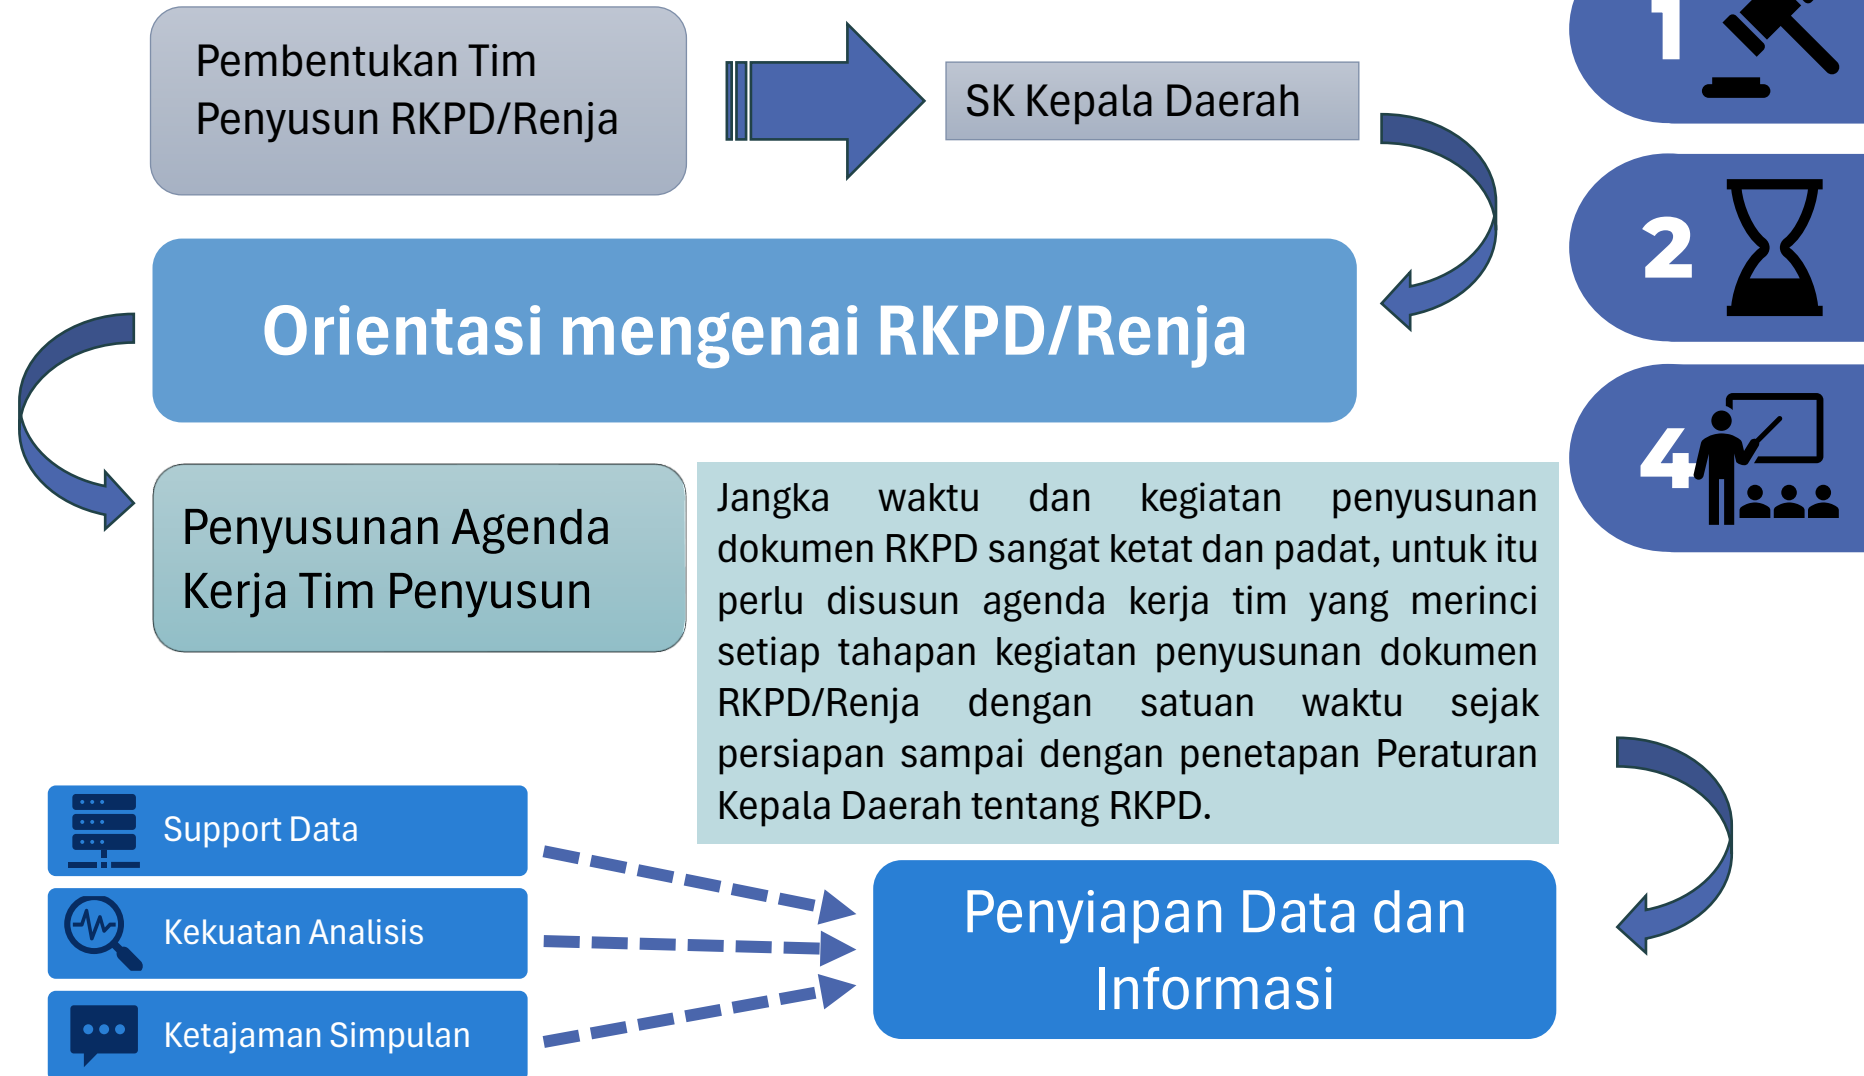 Pembentukan Tim
Penyusun RKPD/Renja
SK Kepala Daerah
1
Orientasi mengenai RKPD/Renja
2
Penyusunan Agenda
Kerja Tim Penyusun
Jangka waktu dan kegiatan penyusunan
dokumen RKPD sangat ketat dan padat, untuk itu
perlu disusun agenda kerja tim yang merinci
setiap tahapan kegiatan penyusunan dokumen
RKPD/Renja dengan satuan waktu sejak
persiapan sampai dengan penetapan Peraturan
Kepala Daerah tentang RKPD.
4
Support Data
Kekuatan Analisis
Ketajaman Simpulan
Penyiapan Data dan
Informasi